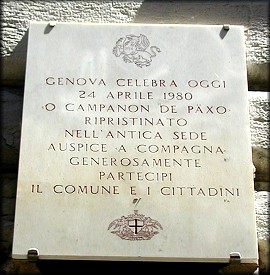 GENOVA CELEBRA OGGI
24 APRILE 1980
·O CAMPANON DE PÄXO·
RIPRISTINATO
NELL'ANTICA SEDE
AUSPICE ·A COMPAGNA·
GENEROSAMENTE
PARTECIPI
IL COMUNE E I CITTADINI